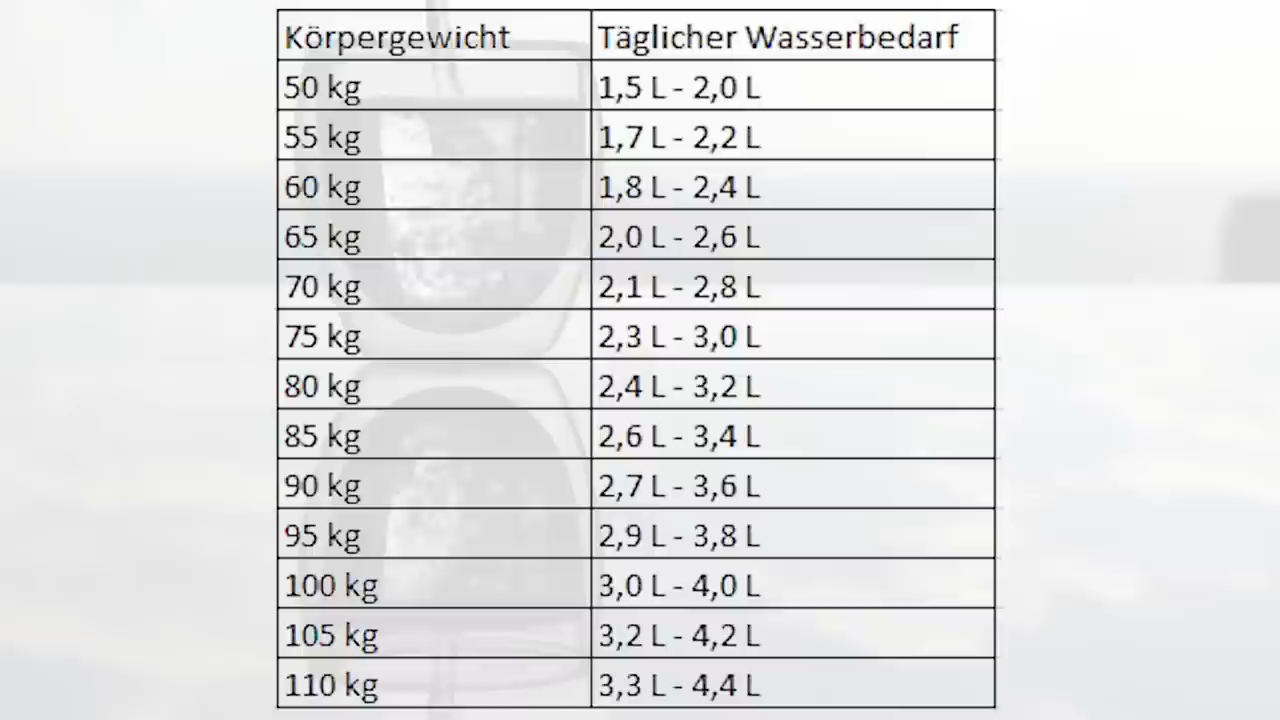 Körpergewicht Täglicher Wasserbedarf
50 kg 1,5 L - 2,0 L
55 kg 1,7 L - 2,2 L
60 kg 1,8 L - 2,4 L
65 kg 2,0 L - 2,6 L
70 kg 2,1 L - 2,8 L
75 kg 2,3 L - 3,0 L
80 kg 2,4 L - 3,2 L
85 kg 2,6 L - 3,4 L
90 kg 2,7 L - 3,6 L
95 kg 2,9 L - 3,8 L
100 kg 3,0 L - 4,0 L
105 kg 3,2 L - 4,2 L
110 kg 3,3 L - 4,4 L